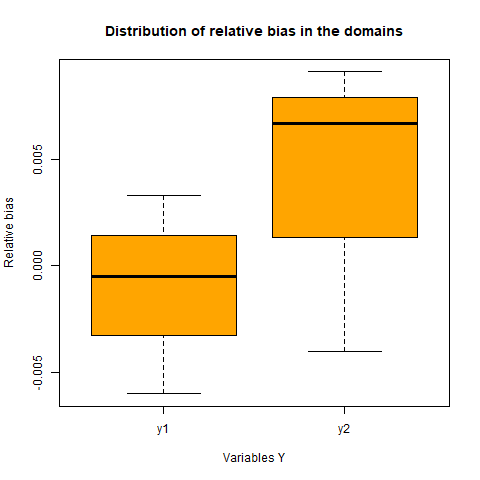 Distribution of relative bias in the domains
Relative bias
0.005
0.000
-0.005
y1
y2
Variables Y